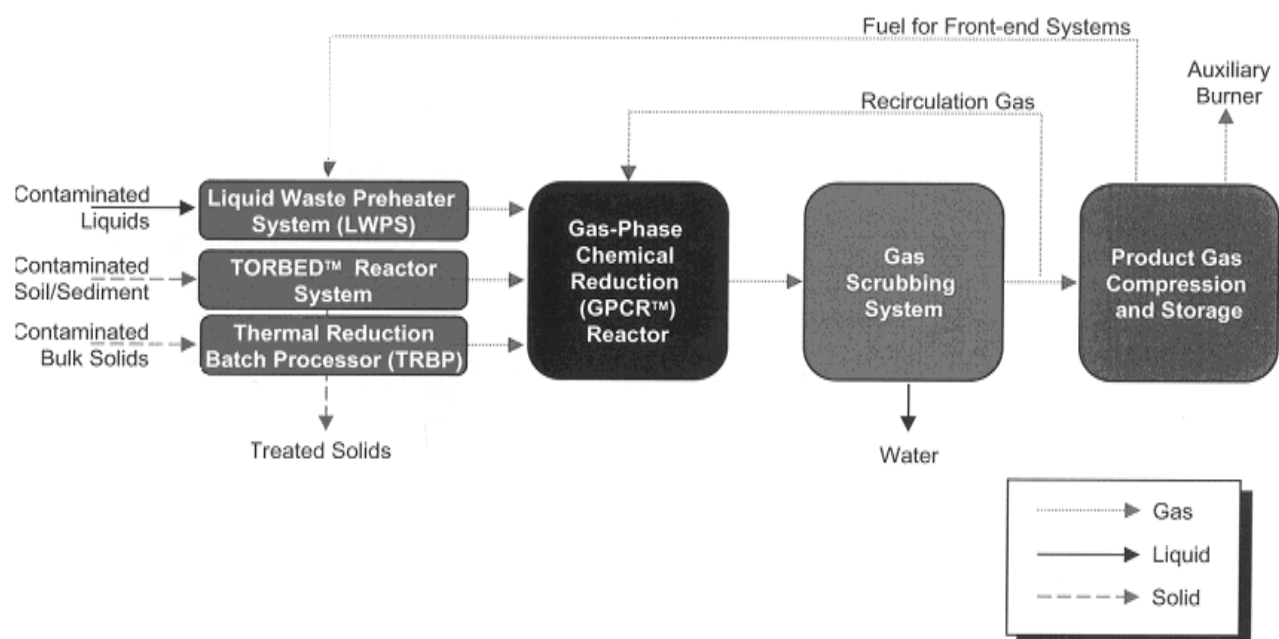 Fuel for Front-end Systems
Auxiliary
Burner
Recirculation Gas
Contaminated
Liquids
Liquid Waste Preheater
System (LWPS)
Contaminated
Soil/Sediment
TORBED™ Reactor
System
Contaminated
Bulk Solids
Thermal Reduction
Batch Processor (TRBP)
Gas-Phase
Chemical
Reduction
(GPCR™)
Reactor
Gas
Scrubbing
System
Product Gas
Compression
and Storage
Treated Solids
Water
Gas
Liquid
Solid